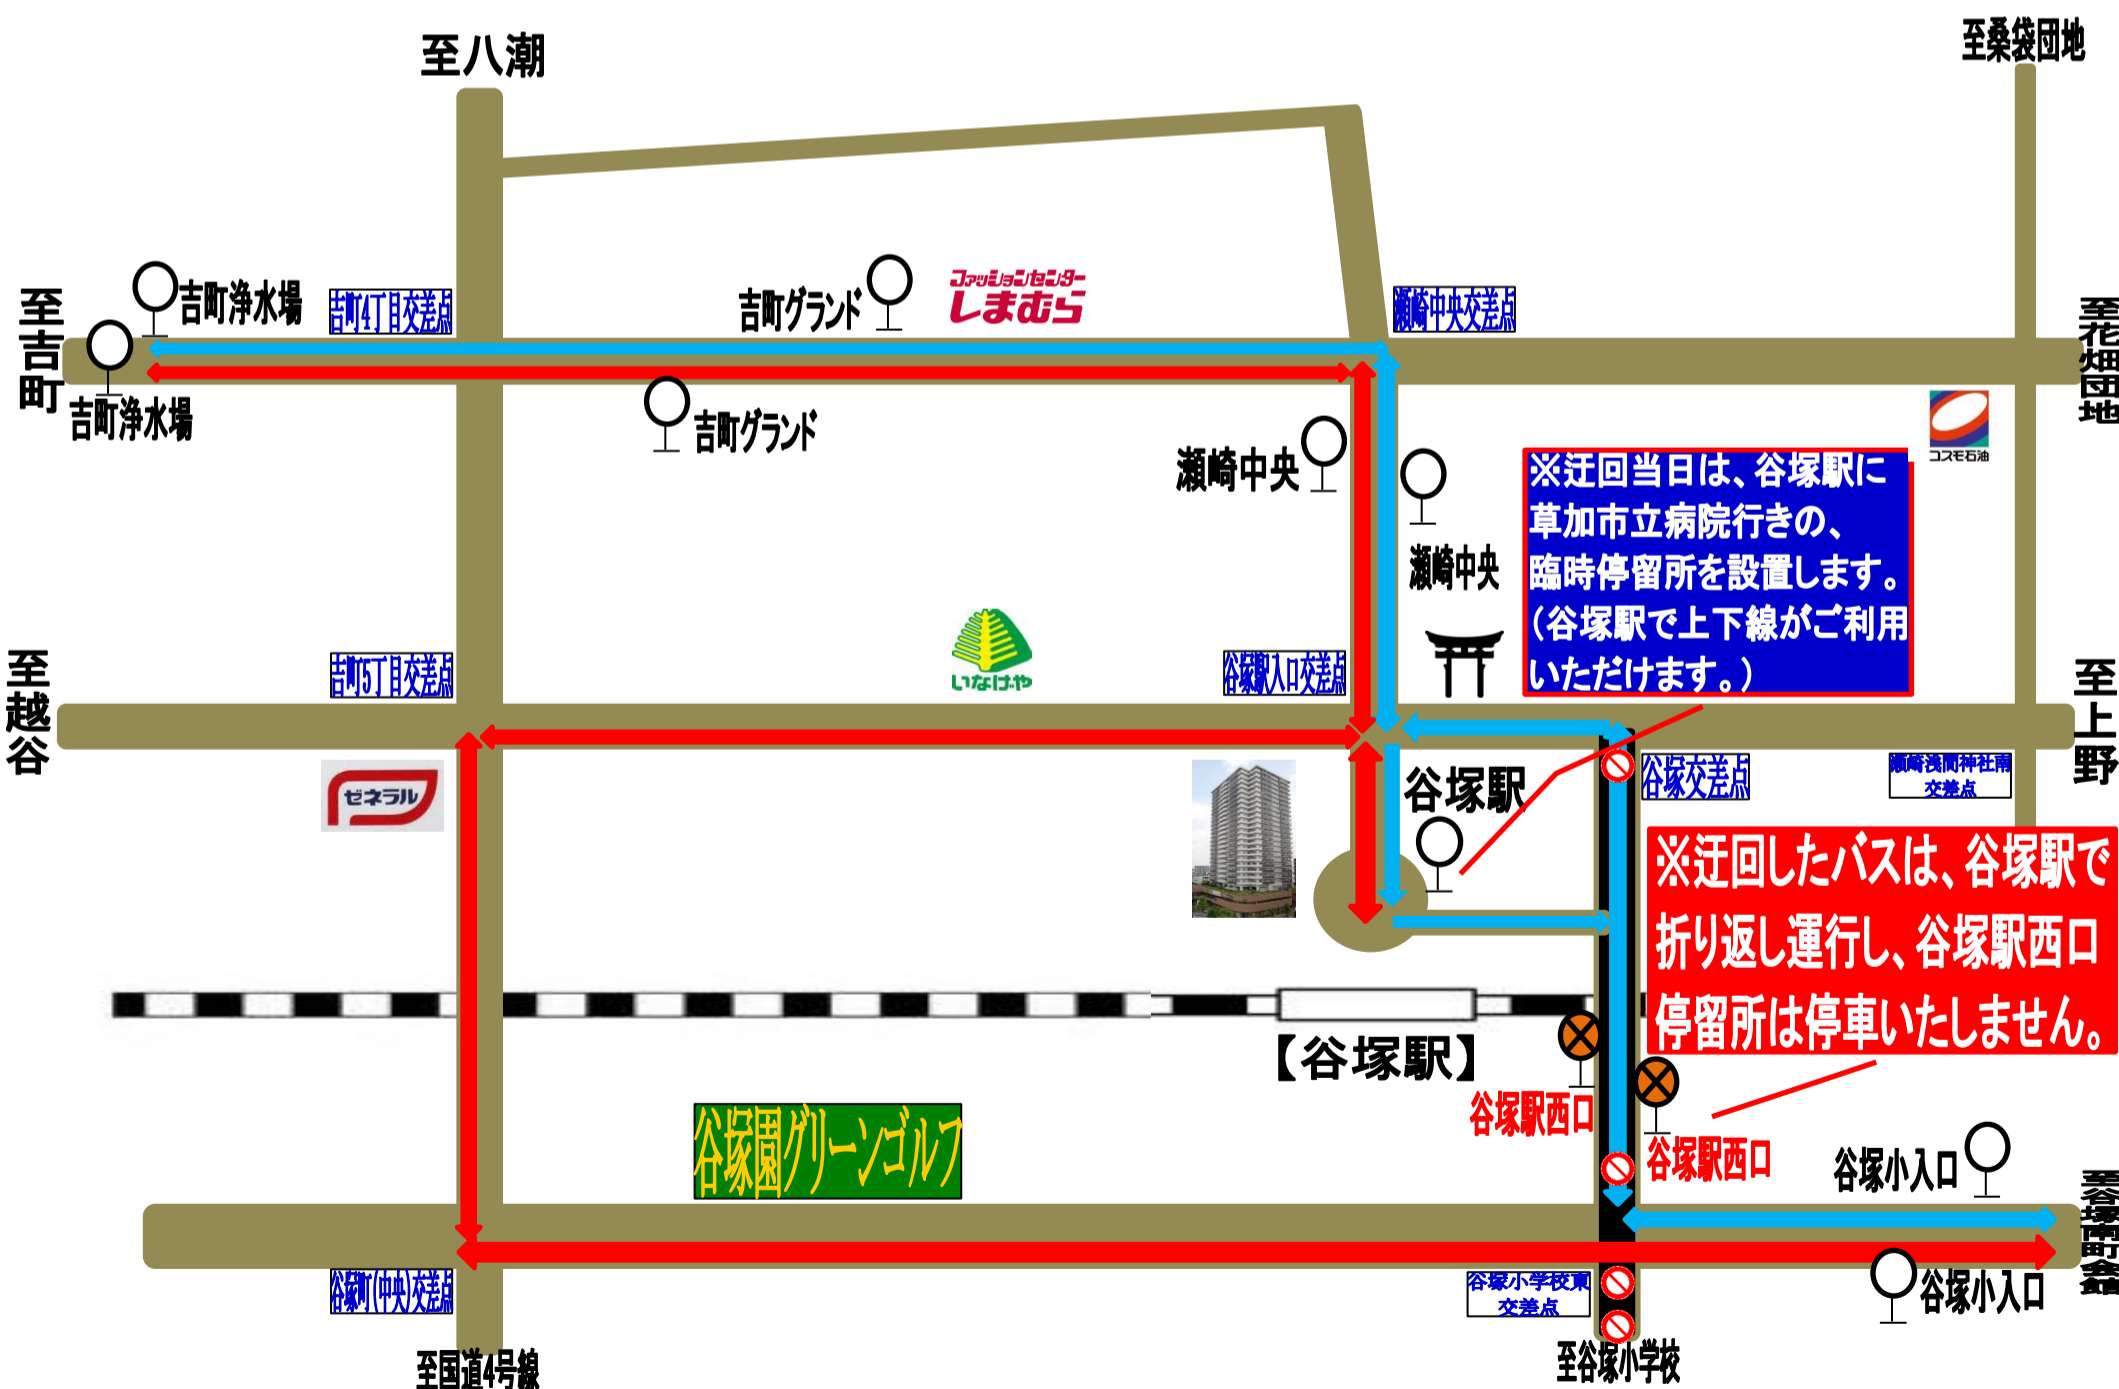 至八潮
至桑袋団地
至吉町
吉町浄水場
吉町浄水場
吉町4丁目交差点
吉町グランド
ファッションセンター
しまむら
瀬崎中央交差点
至花畑団地
吉町グランド
瀬崎中央
瀬崎中央
コスモ石油
※迂回当日は、谷塚駅に
草加市立病院行きの、
臨時停留所を設置します。
(谷塚駅で上下線がご利用
いただけます。)
至越谷
吉町5丁目交差点
いなげや
谷塚駅入口交差点
至上野
ゼネラル
谷塚駅
谷塚交差点
瀬崎浅間神社南
交差点
※迂回したバスは、谷塚駅で
折り返し運行し、谷塚駅西口
停留所は停車いたしません。
【谷塚駅】
谷塚駅西口
谷塚駅西口
谷塚園グリーンゴルフ
谷塚小入口
至谷塚南町会館
谷塚町(中央)交差点
谷塚小学校東
交差点
谷塚小入口
至国道4号線
至谷塚小学校